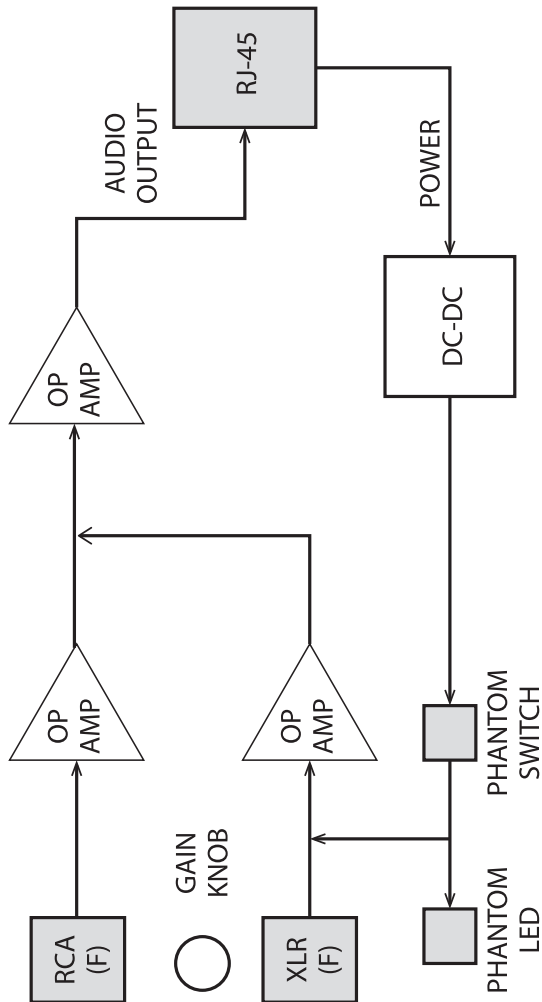 RCA
(F)
GAIN
KNOB
XLR
(F)
PHANTOM
LED
OP
AMP
OP
AMP
PHANTOM
SWITCH
OP
AMP
DC-DC
AUDIO
OUTPUT
POWER
RJ-45